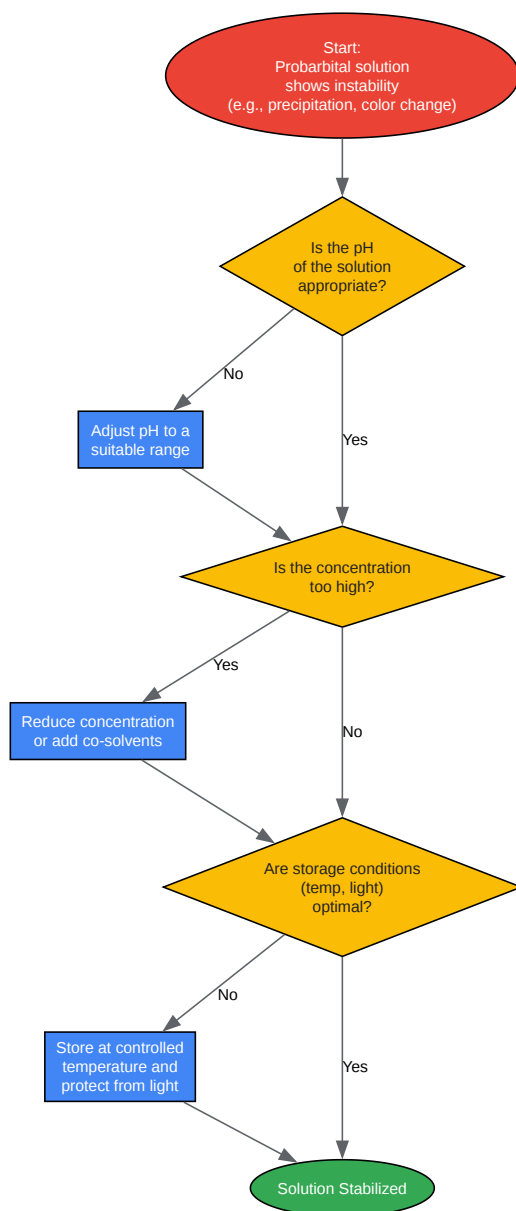 Start:
Probarbital solution
shows instability
(e.g., precipitation, color change)
Is the pH
of the solution
appropriate?
No
Adjust pH to a
suitable range
Yes
Is the concentration
too high?
Yes
Reduce concentration
or add co-solvents
No
Are storage conditions
(temp, light)
optimal?
No
Store at controlled
temperature and
protect from light
Yes
Solution Stabilized